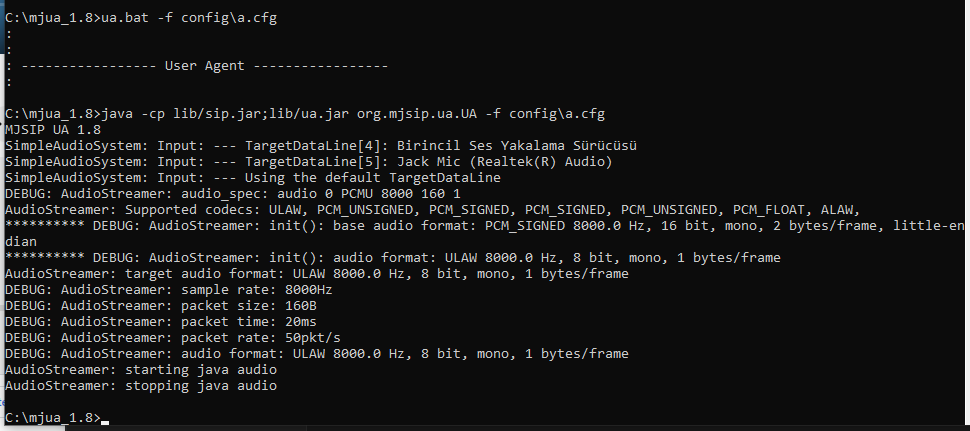 C:\mjua_1.8>ua.bat -f config\a.cfg
:
:
: ----------------- User Agent -----------------
:
C:\mjua_1.8>java -cp lib/sip.jar;lib/ua.jar org.mjsip.ua.UA -f config\a.cfg
MJSIP UA 1.8
SimpleAudioSystem: Input: --- TargetDataLine[4]: Birincil Ses Yakalama Sürücüsü
SimpleAudioSystem: Input: --- TargetDataLine[5]: Jack Mic (Realtek(R) Audio)
SimpleAudioSystem: Input: --- Using the default TargetDataLine
DEBUG: AudioStreamer: audio_spec: audio 0 PCMU 8000 160 1
AudioStreamer: Supported codecs: ULAW, PCM_UNSIGNED, PCM_SIGNED, PCM_SIGNED, PCM_UNSIGNED, PCM_FLOAT, ALAW,
********** DEBUG: AudioStreamer: init(): base audio format: PCM_SIGNED 8000.0 Hz, 16 bit, mono, 2 bytes/frame, little-en
dian
********** DEBUG: AudioStreamer: init(): audio format: ULAW 8000.0 Hz, 8 bit, mono, 1 bytes/frame
AudioStreamer: target audio format: ULAW 8000.0 Hz, 8 bit, mono, 1 bytes/frame
DEBUG: AudioStreamer: sample rate: 8000Hz
DEBUG: AudioStreamer: packet size: 160B
DEBUG: AudioStreamer: packet time: 20ms
DEBUG: AudioStreamer: packet rate: 50pkt/s
DEBUG: AudioStreamer: audio format: ULAW 8000.0 Hz, 8 bit, mono, 1 bytes/frame
AudioStreamer: starting java audio
AudioStreamer: stopping java audio
C:\mjua_1.8>